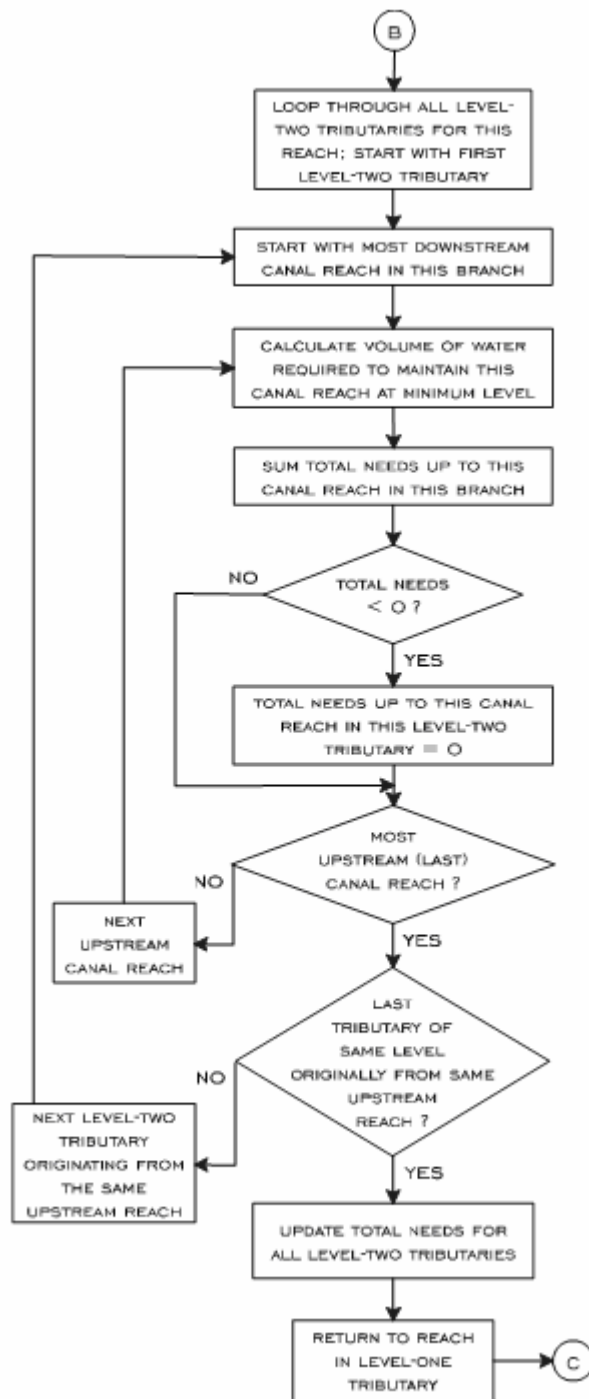 B
LOOP THROUGH ALL LEVEL-
TWO TRIBUTARIES FOR THIS
REACH; START WITH FIRST
LEVEL-TWO TRIBUTARY
START WITH MOST DOWNSTREAM
CANAL REACH IN THIS BRANCH
CALCULATE VOLUME OF WATER
REQUIRED TO MAINTAIN THIS
CANAL REACH AT MINIMUM LEVEL
SUM TOTAL NEEDS UP TO THIS
CANAL REACH IN THIS BRANCH
NO
TOTAL NEEDS
< 0 ?
YES
TOTAL NEEDS UP TO THIS CANAL
REACH IN THIS LEVEL-TWO
TRIBUTARY = 0
MOST
UPSTREAM (LAST)
CANAL REACH ?
NO
NEXT
UPSTREAM
CANAL REACH
YES
LAST
TRIBUTARY OF
SAME LEVEL
ORIGINALLY FROM SAME
UPSTREAM
REACH ?
NO
NEXT LEVEL-TWO
TRIBUTARY
ORIGINATING FROM
THE SAME
UPSTREAM REACH
YES
UPDATE TOTAL NEEDS FOR
ALL LEVEL-TWO TRIBUTARIES
RETURN TO REACH
IN LEVEL-ONE
TRIBUTARY
C